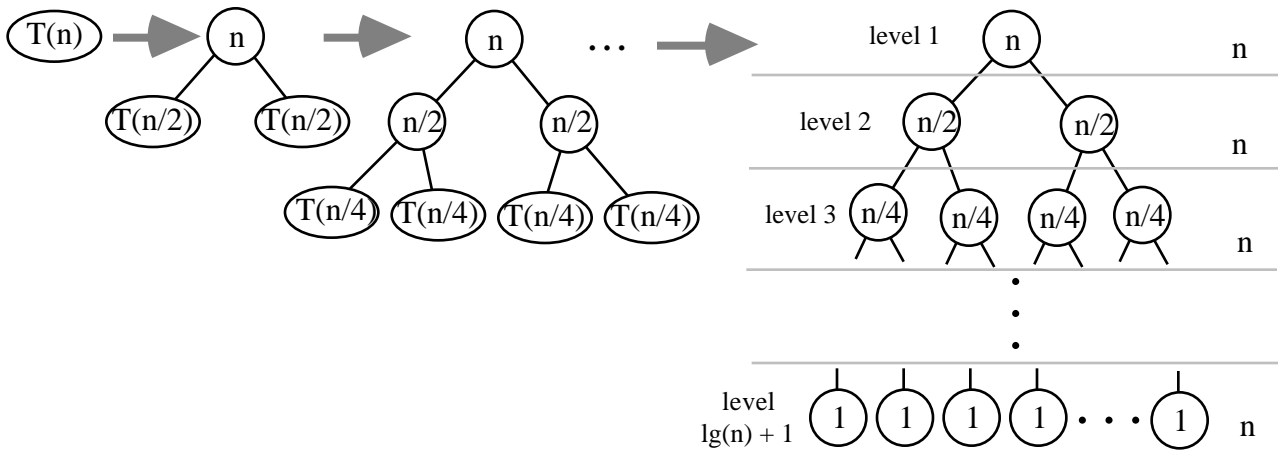 T(n)
n
T(n/2) T(n/2)
n
n/2 n/2
T(n/4) T(n/4) T(n/4) T(n/4)
...
level 1 n n
level 2 n/2 n/2 n
level 3 n/4 n/4 n/4 n/4 n
level
lg(n) + 1
1 1 1 1 ... 1 n